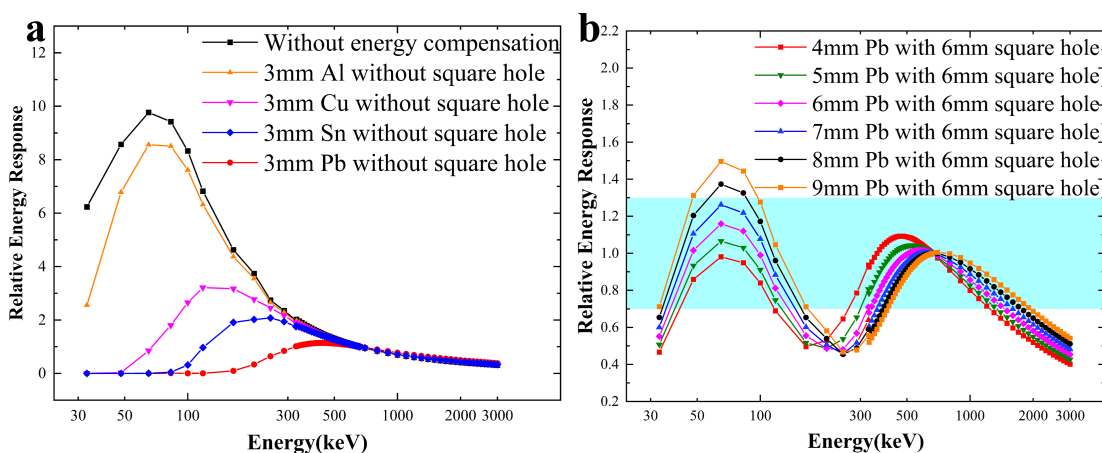 a
Without energy compensation
3mm Al without square hole
3mm Cu without square hole
3mm Sn without square hole
3mm Pb without square hole
Relative Energy Response
12
10
8
6
4
2
0
30 50 100 300 500 1000 2000 3000
Energy(keV)
b
4mm Pb with 6mm square hole
5mm Pb with 6mm square hole
6mm Pb with 6mm square hole
7mm Pb with 6mm square hole
8mm Pb with 6mm square hole
9mm Pb with 6mm square hole
Relative Energy Response
2.2
2.0
1.8
1.6
1.4
1.2
1.0
0.8
0.6
0.4
0.2
30 50 100 300 500 1000 2000 3000
Energy(keV)